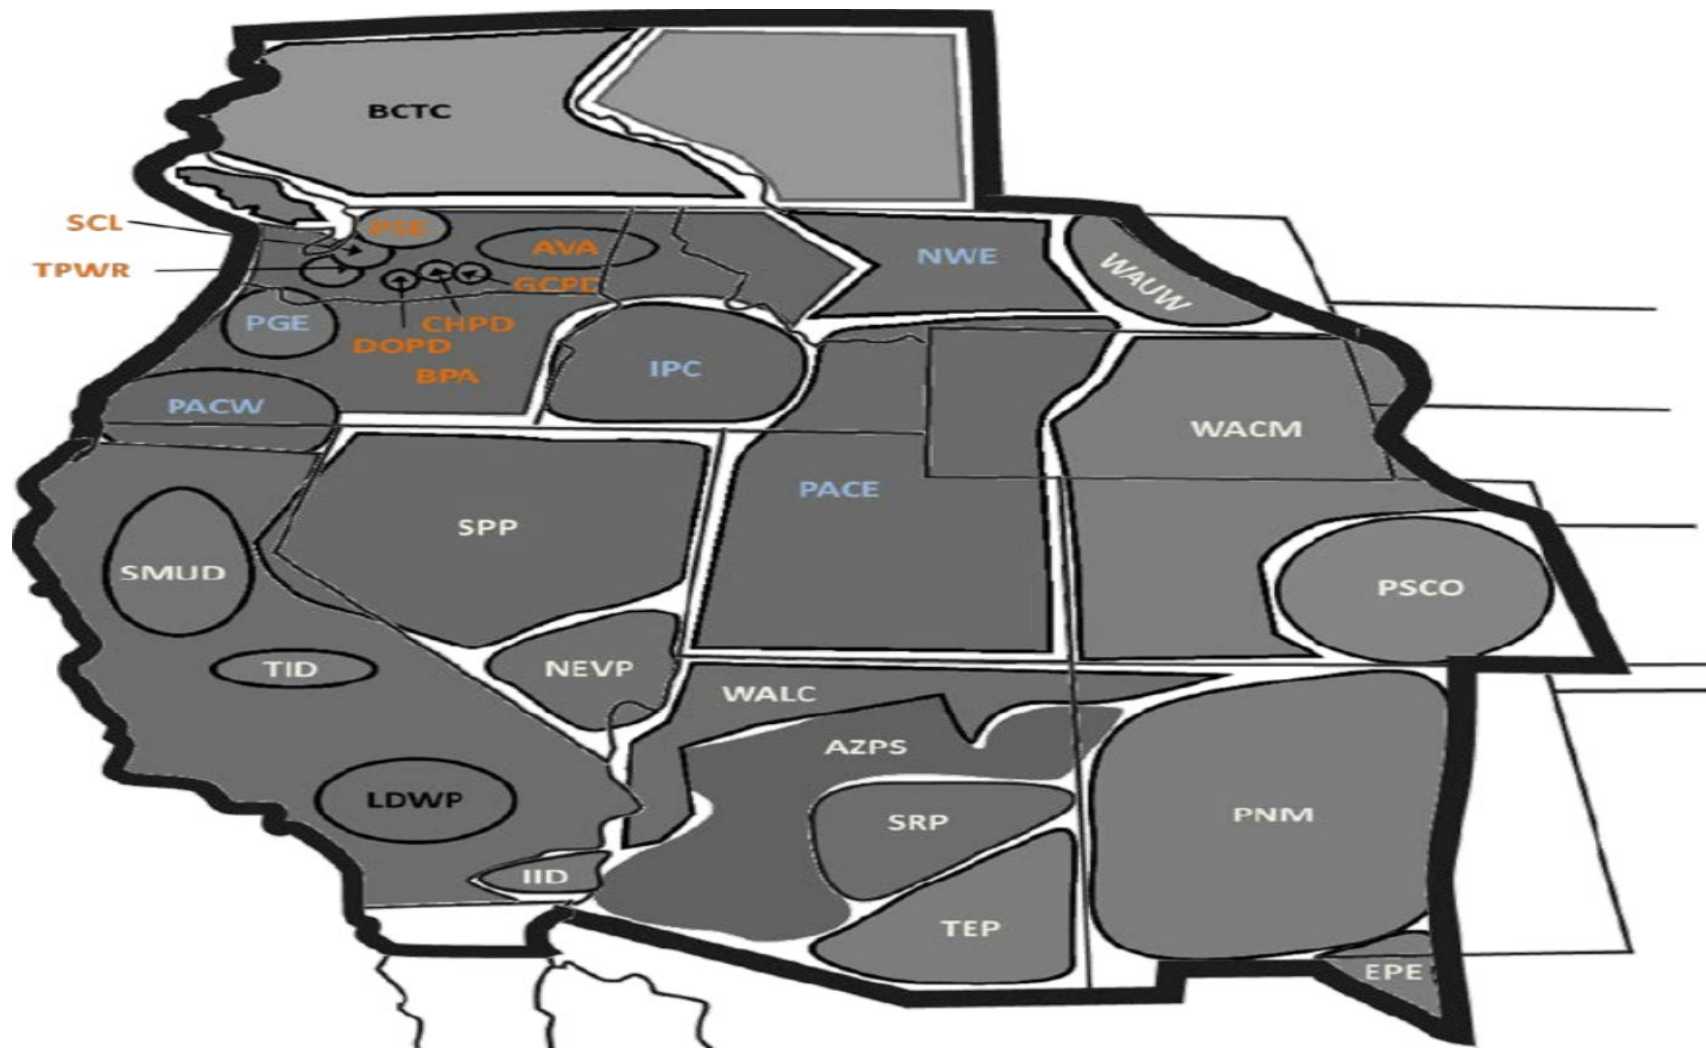 BCTC
SCL
PSE
AVA
NWE
TPWR
WAUW
GCPD
PGE
CHPD
DOPD
BPA
IPC
PACW
WACM
PACE
SPP
SMUD
PSCO
TID
NEVP
WALC
AZPS
LDWP
SRP
PNM
IID
TEP
EPE